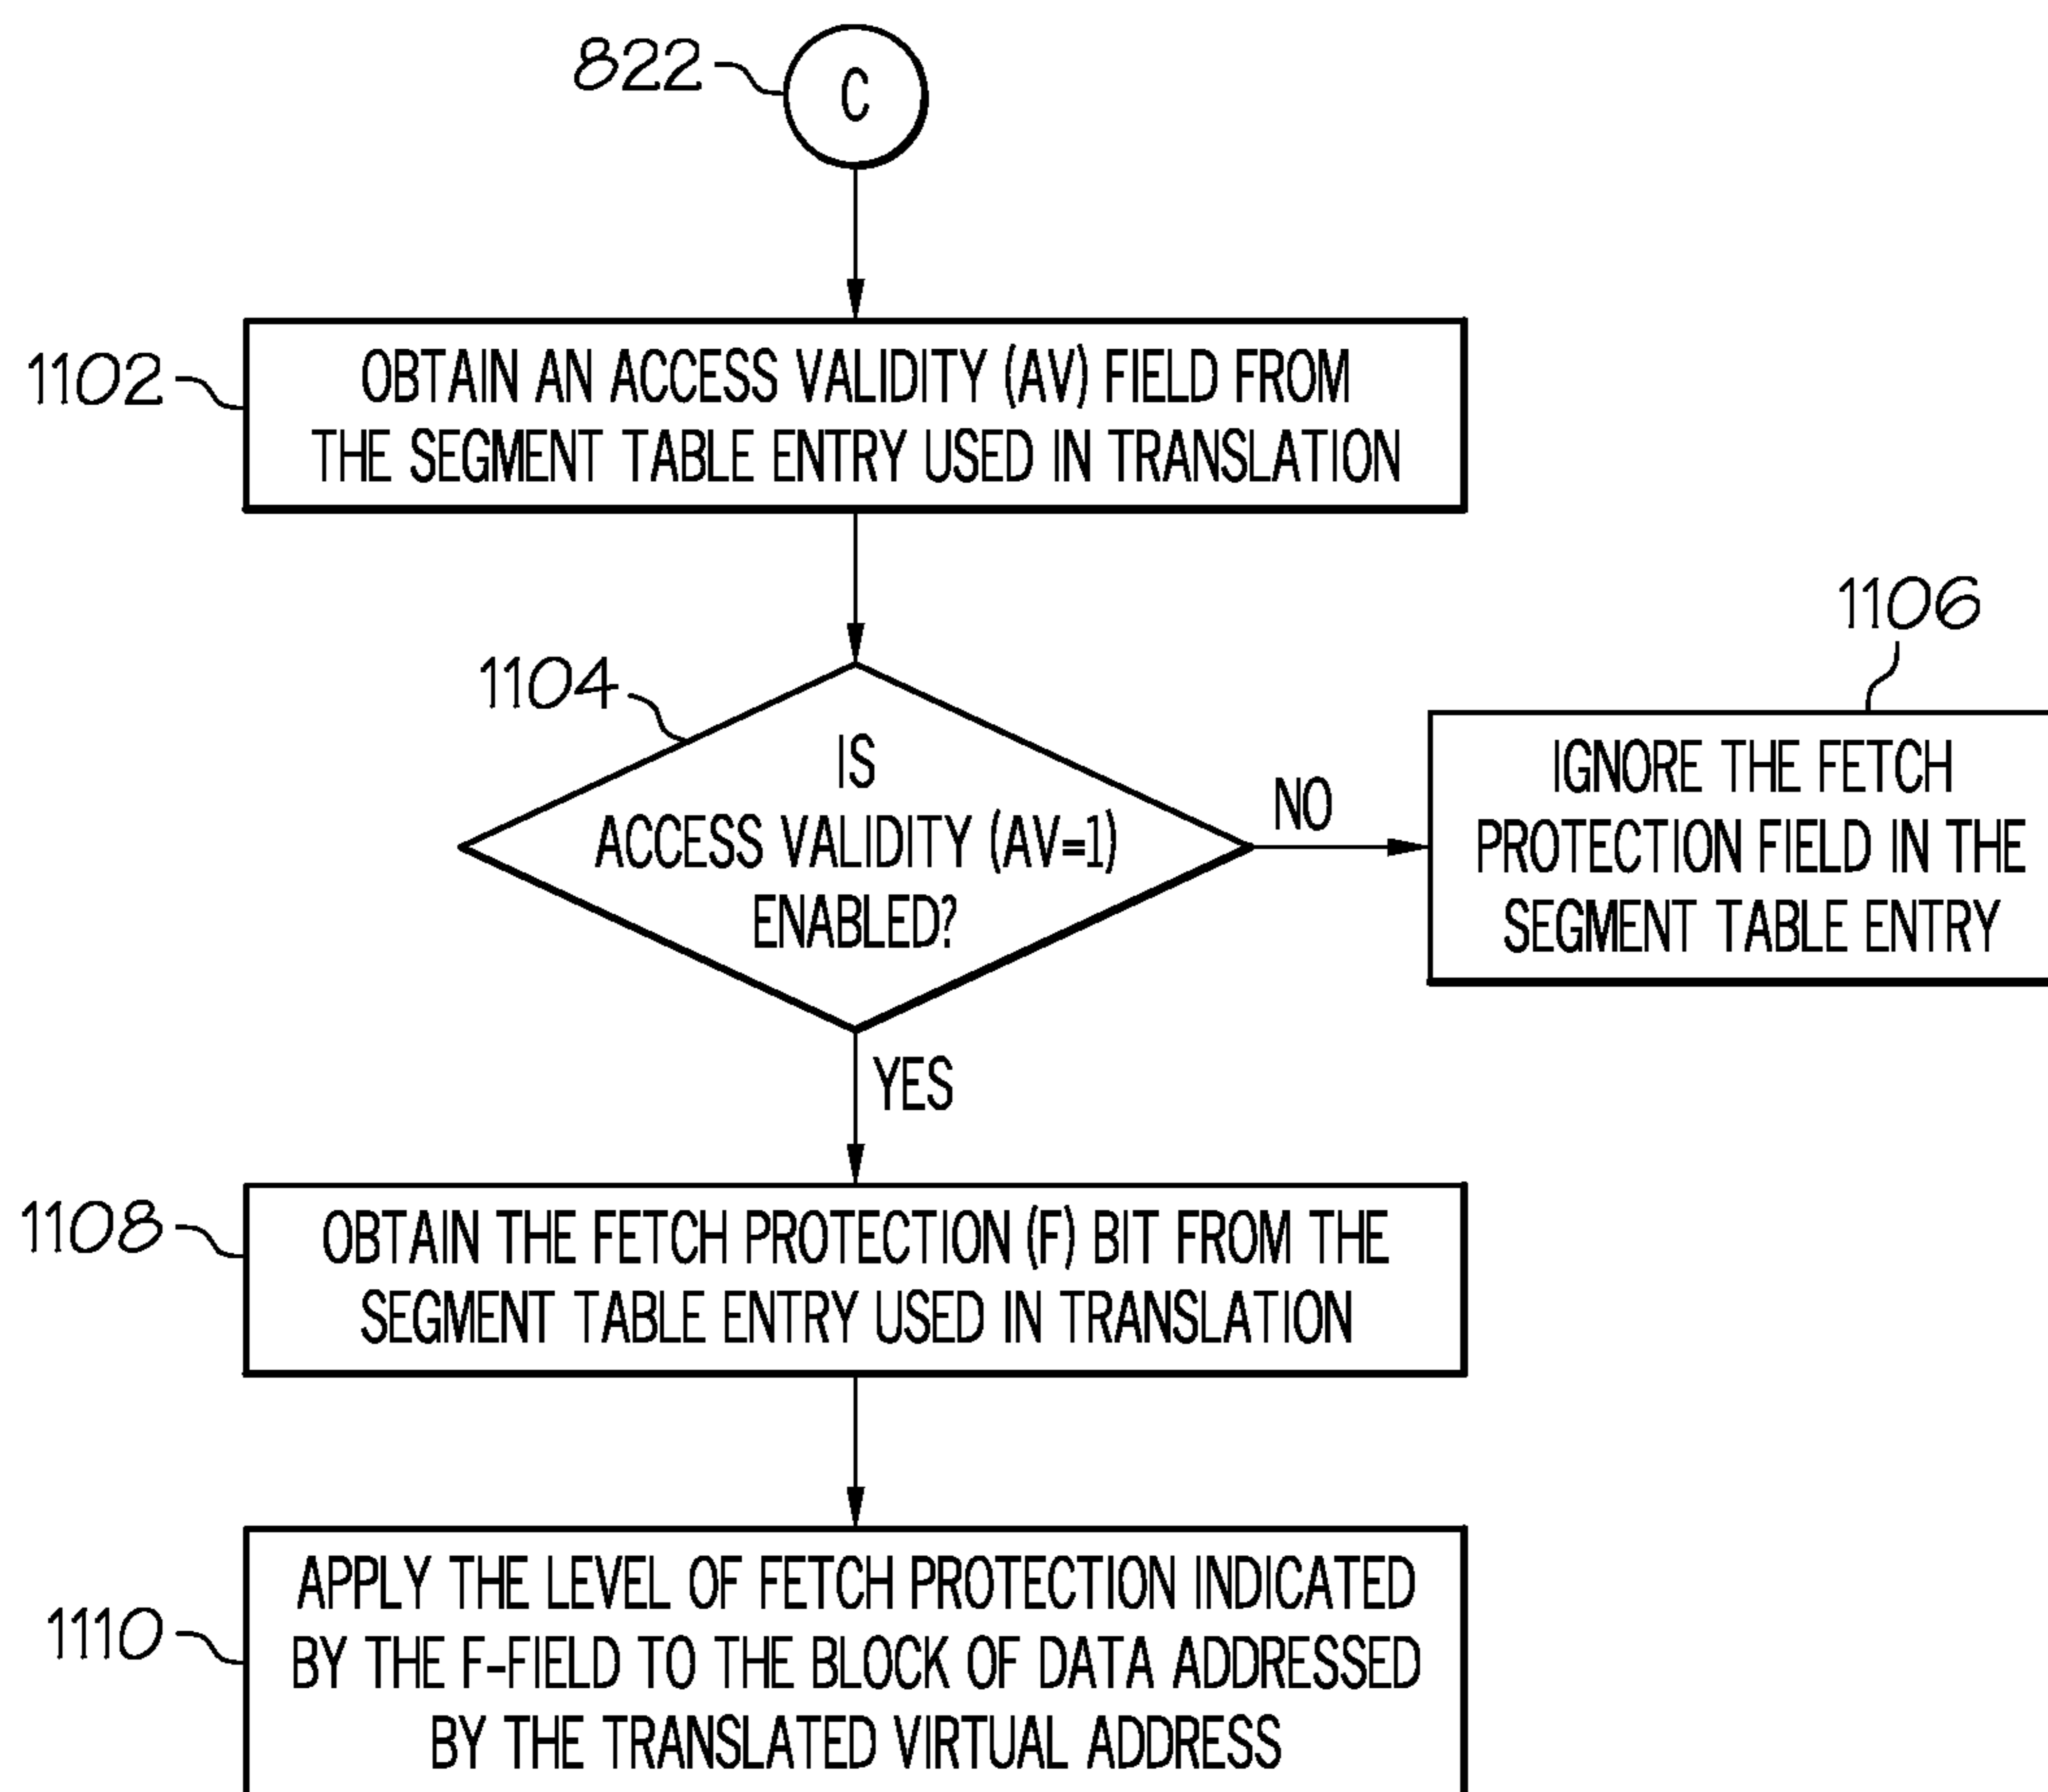 822
C
1102
OBTAIN AN ACCESS VALIDITY (AV) FIELD FROM
THE SEGMENT TABLE ENTRY USED IN TRANSLATION
1104
IS
ACCESS VALIDITY (AV=1)
ENABLED?
NO
1106
IGNORE THE FETCH
PROTECTION FIELD IN THE
SEGMENT TABLE ENTRY
YES
1108
OBTAIN THE FETCH PROTECTION (F) BIT FROM THE
SEGMENT TABLE ENTRY USED IN TRANSLATION
1110
APPLY THE LEVEL OF FETCH PROTECTION INDICATED
BY THE F-FIELD TO THE BLOCK OF DATA ADDRESSED
BY THE TRANSLATED VIRTUAL ADDRESS